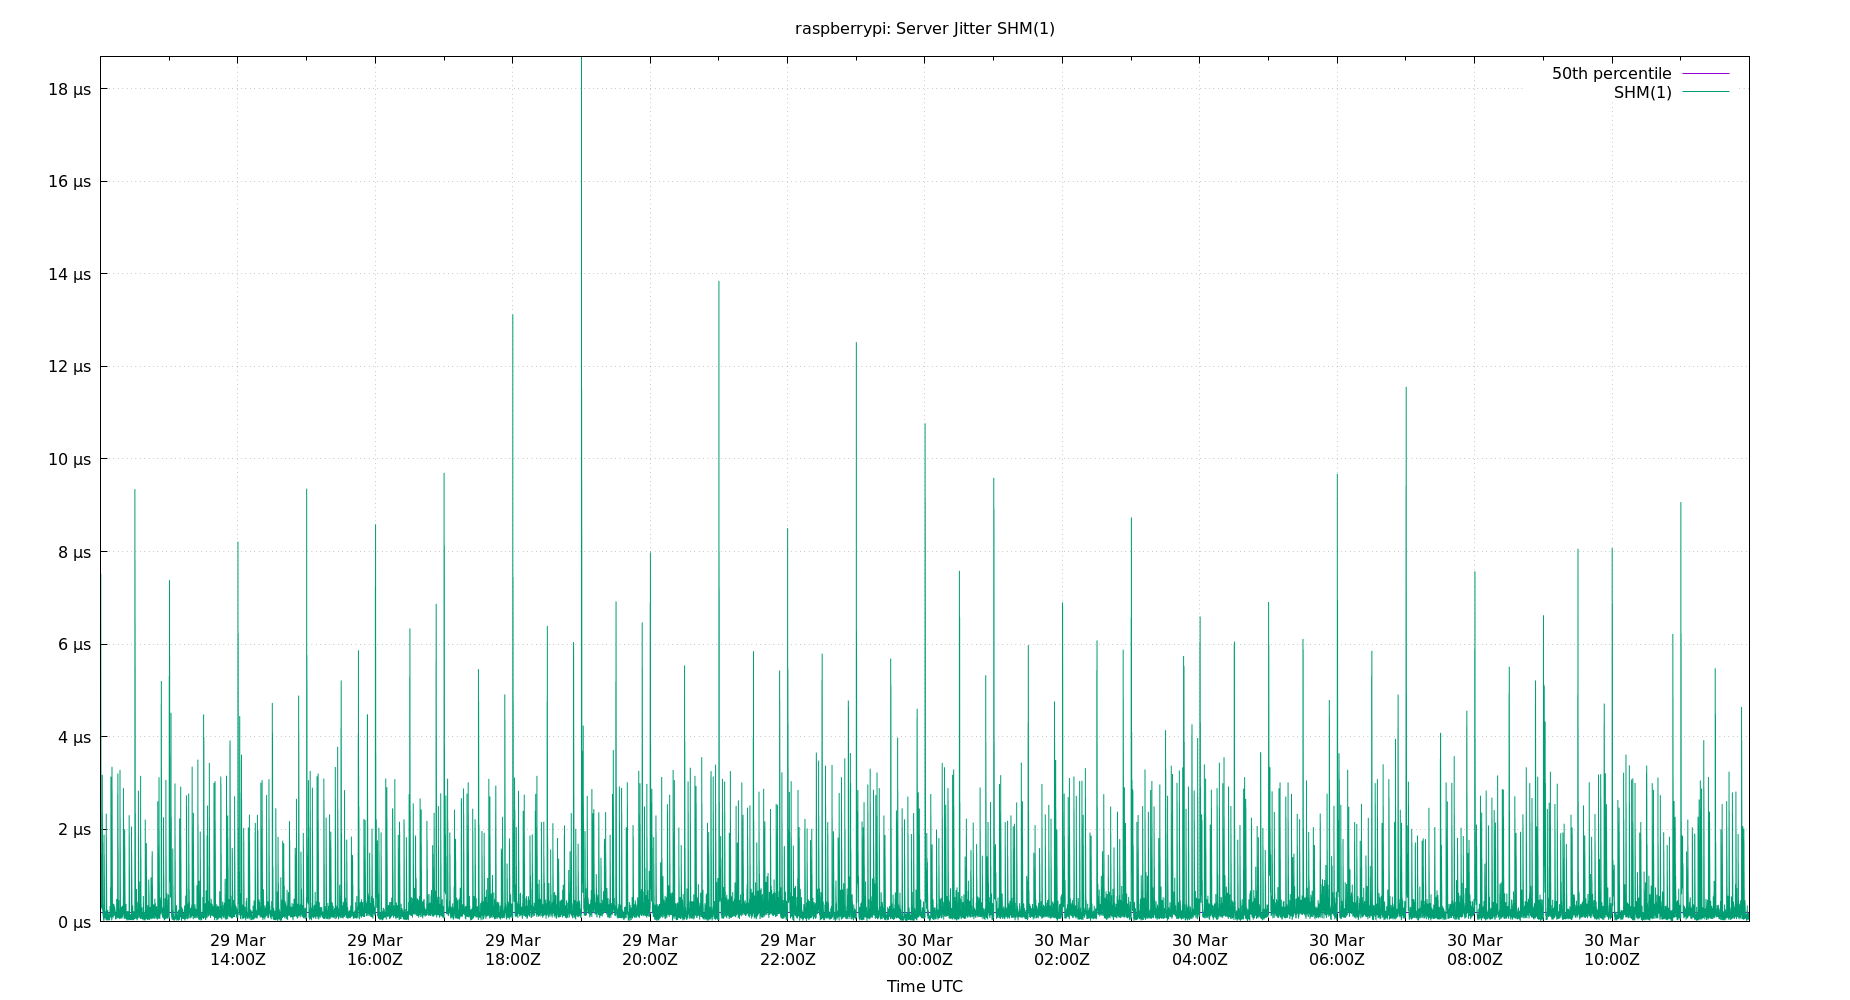 raspberrypi: Server Jitter SHM(1)
50th percentile
SHM(1)
18 µs
16 µs
14 µs
12 µs
10 µs
8 µs
6 µs
4 µs
2 µs
0 µs
29 Mar 29 Mar 29 Mar 29 Mar 29 Mar 30 Mar 30 Mar 30 Mar 30 Mar 30 Mar 30 Mar
14:00Z 16:00Z 18:00Z 20:00Z 22:00Z 00:00Z 02:00Z 04:00Z 06:00Z 08:00Z 10:00Z
Time UTC